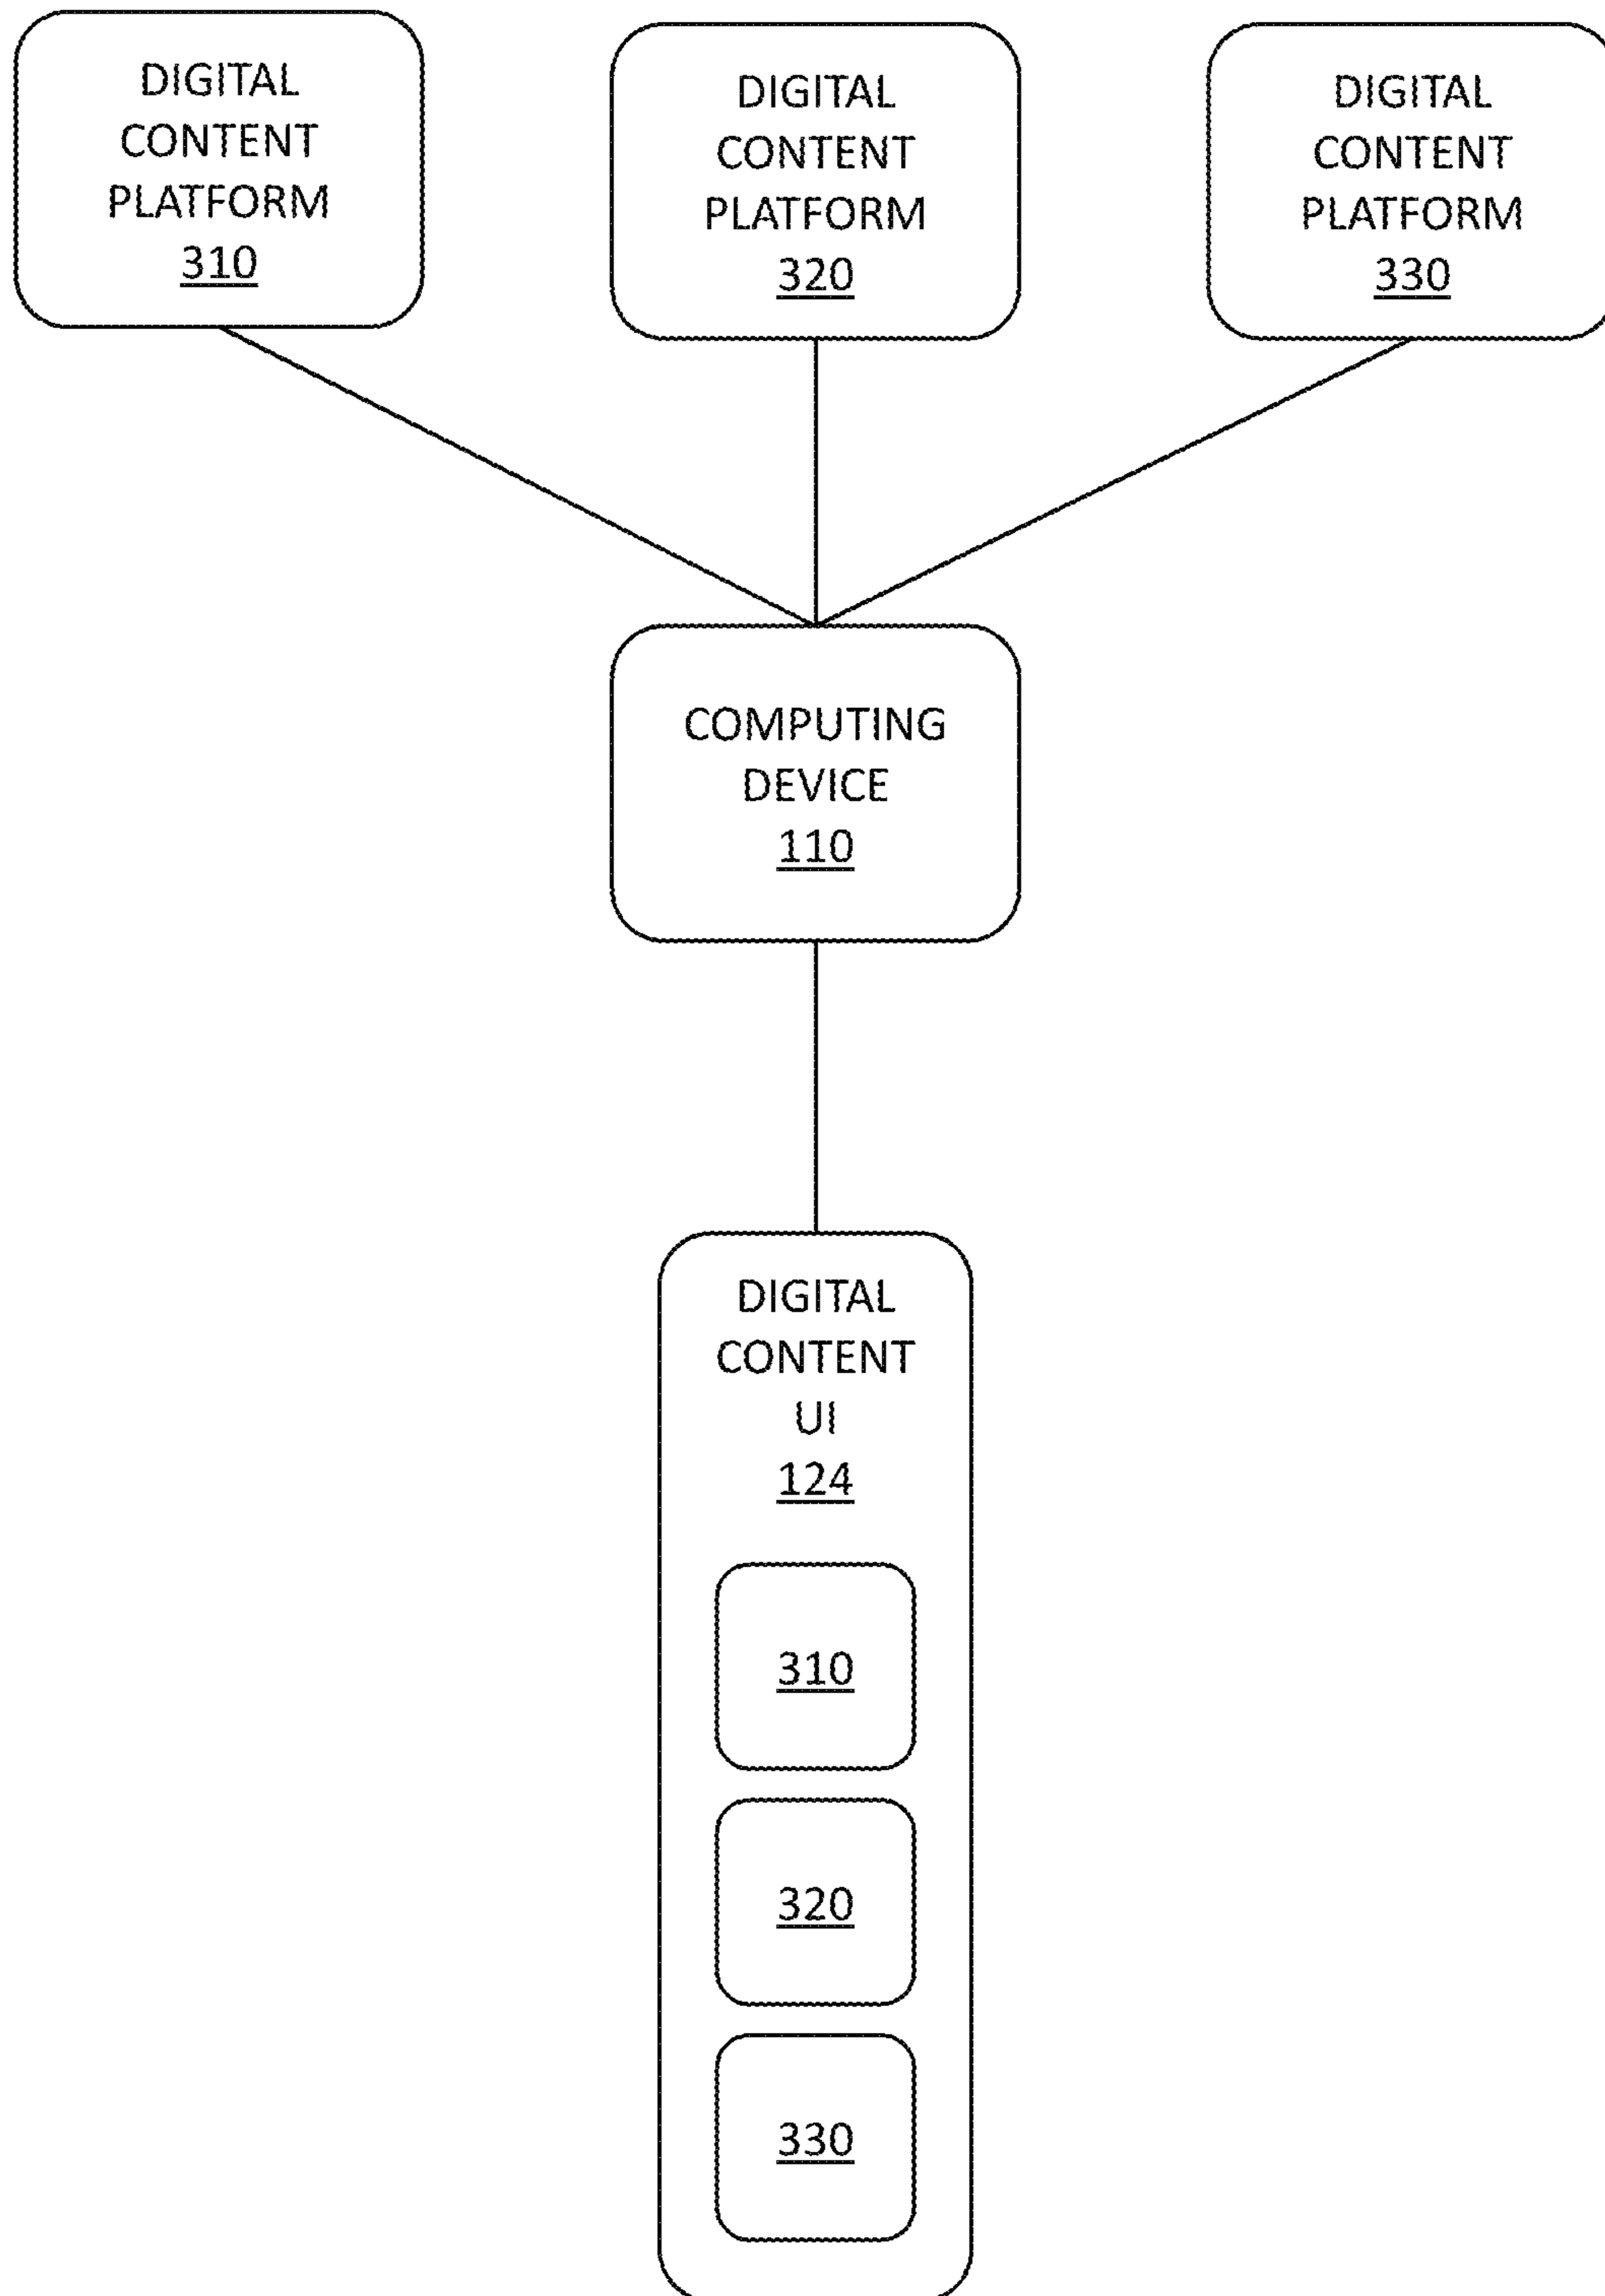 DIGITAL
CONTENT
PLATFORM
310
DIGITAL
CONTENT
PLATFORM
320
DIGITAL
CONTENT
PLATFORM
330
COMPUTING
DEVICE
110
DIGITAL
CONTENT
UI
124
310
320
330